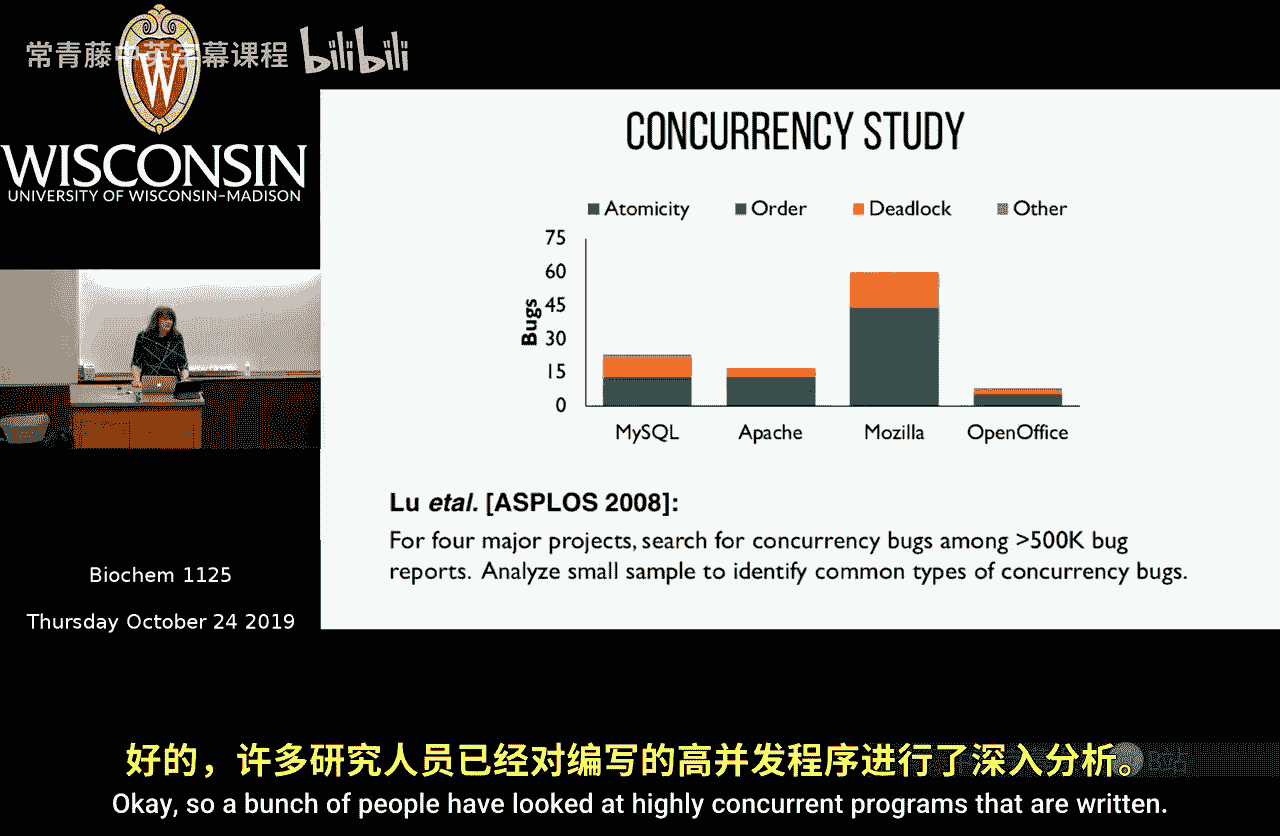 常青藤中英字幕课程 bilibili
W
WISCONSIN
UNIVERSITY OF WISCONSIN-MADISON
CONCURRENCY STUDY
Atomicity Order Deadlock Other
75
60
45
30
15
0
Bugs
MySQL Apache Mozilla OpenOffice
Lu etal. [ASPLOS 2008]:
For four major projects, search for concurrency bugs among >500K bug
reports. Analyze small sample to identify common types of concurrency bugs.
Biochem 1125
Thursday October 24 2019
好的，许多研究人员已经对编写的高并发程序进行了深入分析。
B站
Okay, so a bunch of people have looked at highly concurrent programs that are written.